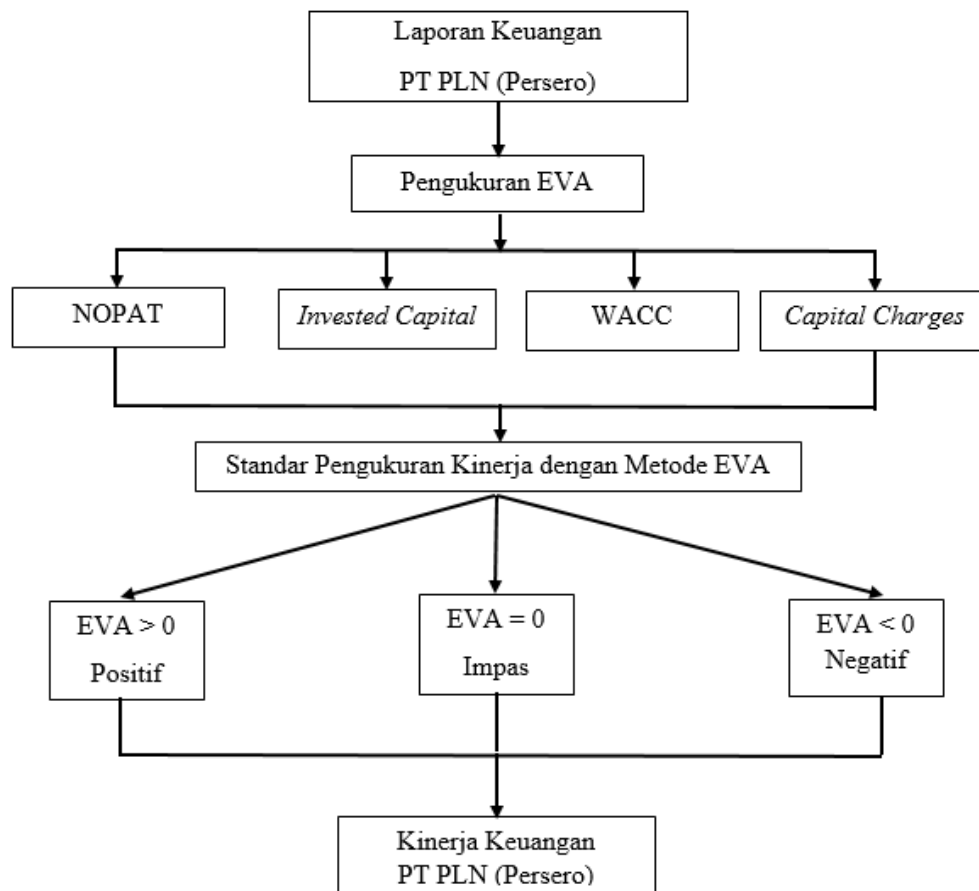 Laporan Keuangan
PT PLN (Persero)
Pengukuran EVA
NOPAT
Invested Capital
WACC
Capital Charges
Standar Pengukuran Kinerja dengan Metode EVA
EVA > 0
Positif
EVA = 0
Impas
EVA < 0
Negatif
Kinerja Keuangan
PT PLN (Persero)